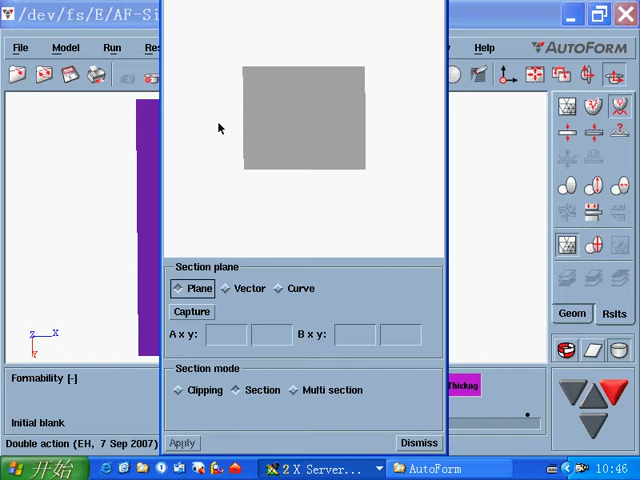 /dev/fs/E/AF-Si
File Model Run Res Help AUTOFORM
Section plane
Plane Vector Curve
Capture
A x y: B x y:
Section mode
Clipping Section Multi section
Apply Dismiss
Z X
Y
Formability [-]
Initial blank
Double action (EH, 7 Sep 2007)
Thickng
Geom Rslts
开始 2 X Server... AutoForm 10:46